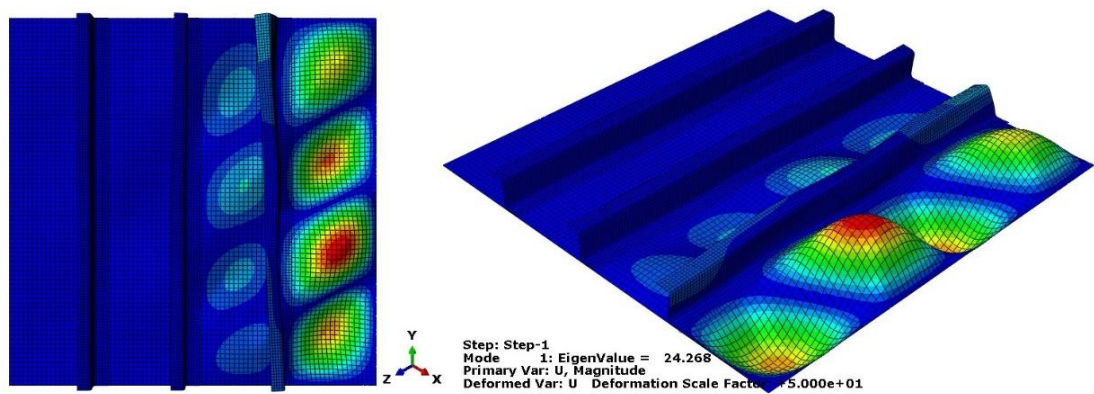 Y
Z X
Step: Step-1
Mode 1: EigenValue = 24.268
Primary Var: U, Magnitude
Deformed Var: U Deformation Scale Factor: +5.000e+01